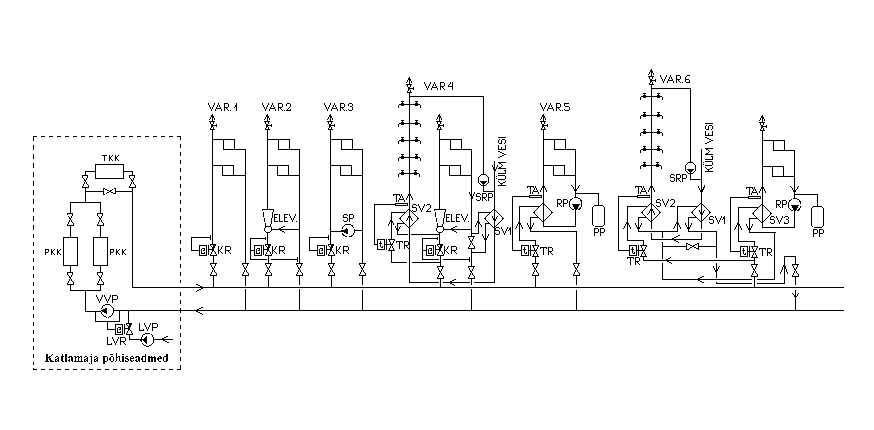 VAR.1
VAR.2
VAR.3
VAR4
VAR.5
VAR.6
TKK
PKK
PKK
VVP
LVP
LVR
Katlamaja põhiseadmed
KR
ELEV.
KR
SP
KR
TA
SV2
TR
ELEV.
KR
SRP
KÜLM VESI
SV1
TA
RP
PP
TR
TA
SV2
TR
SRP
KÜLM VESI
SV1
TA
RP
SV3
PP
TR